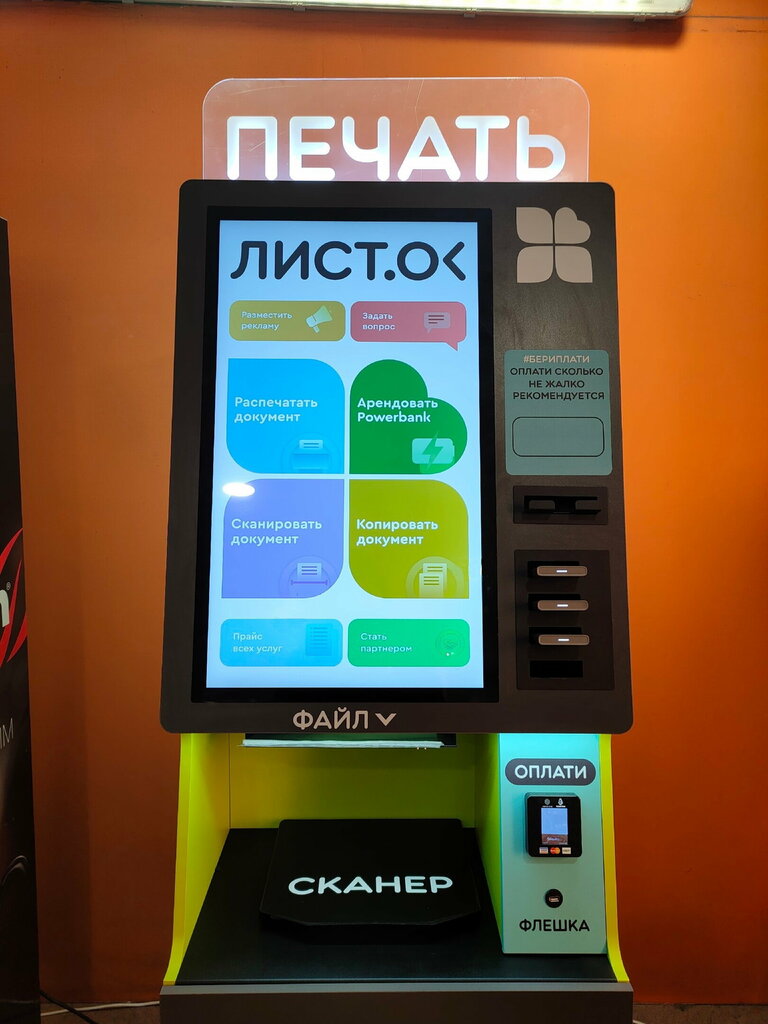 ПЕЧАТЬ
ЛИСТ.ОК
Разместить
рекламу
Задать
вопрос
Распечатать
документ
Арендовать
Powerbank
Сканировать
документ
Копировать
документ
Прайс
всех услуг
Стать
партнером
#БЕРИПЛАТИ
ОПЛАТИ СКОЛЬКО
НЕ ЖАЛКО
РЕКОМЕНДУЕТСЯ
ФАЙЛ
ОПЛАТИ
СКАНЕР
ФЛЕШКА